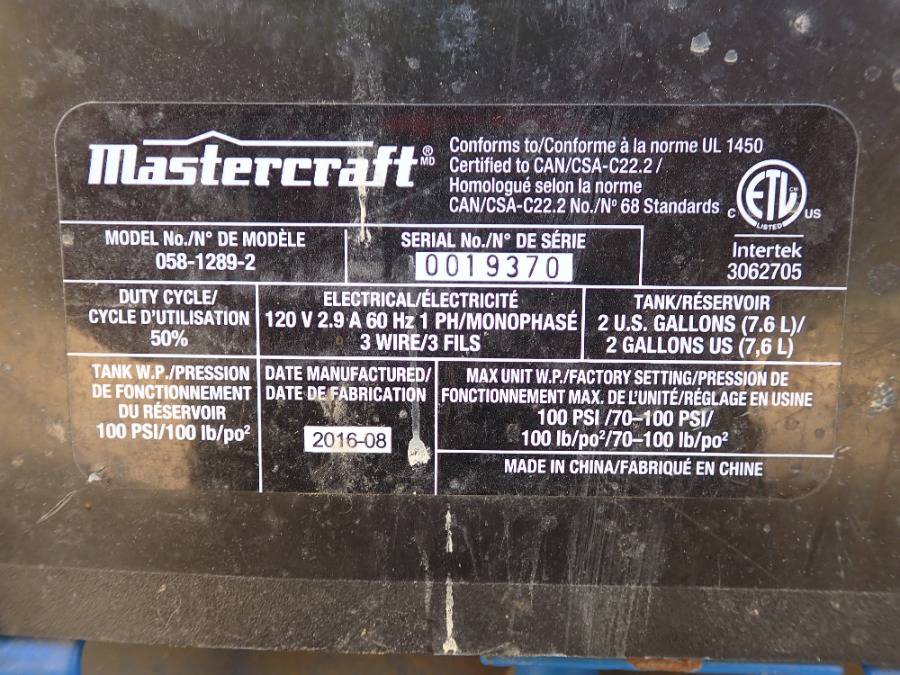 Mastercraft®
MD
Conforms to/Conforme à la norme UL 1450
Certified to CAN/CSA-C22.2 /
Homologué selon la norme
CAN/CSA-C22.2 No./N° 68 Standards
C ETL CM US
LISTED
Intertek
3062705
MODEL No./N° DE MODÈLE
058-1289-2
SERIAL No./N° DE SÉRIE
0019370
DUTY CYCLE/
CYCLE D'UTILISATION
50%
ELECTRICAL/ÉLECTRICITÉ
120 V 2.9 A 60 Hz 1 PH/MONOPHASÉ
3 WIRE/3 FILS
TANK/RÉSERVOIR
2 U.S. GALLONS (7.6 L)/
2 GALLONS US (7,6 L)
TANK W.P./PRESSION
DE FONCTIONNEMENT
DU RÉSERVOIR
100 PSI/100 lb/po²
DATE MANUFACTURED/
DATE DE FABRICATION
2016-08
MAX UNIT W.P./FACTORY SETTING/PRESSION DE
FONCTIONNEMENT MAX. DE L'UNITÉ/RÉGLAGE EN USINE
100 PSI /70–100 PSI/
100 lb/po²/70–100 lb/po²
MADE IN CHINA/FABRIQUÉ EN CHINE